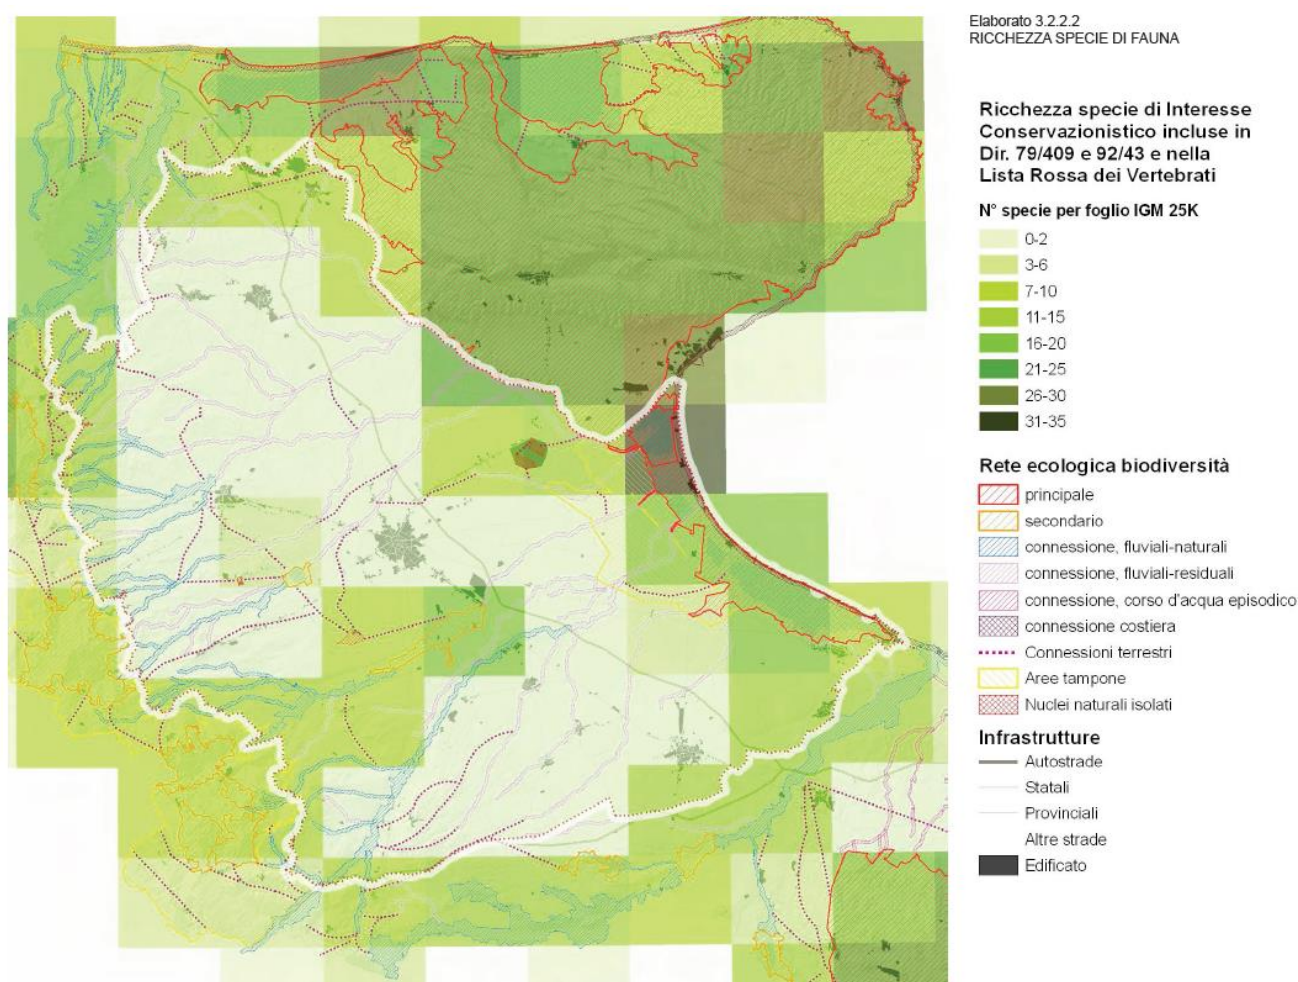 Elaborato 3.2.2.2
RICCHEZZA SPECIE DI FAUNA
Ricchezza specie di Interesse
Conservazionistico incluse in
Dir. 79/409 e 92/43 e nella
Lista Rossa dei Vertebrati
N° specie per foglio IGM 25K
0-2
3-6
7-10
11-15
16-20
21-25
26-30
31-35
Rete ecologica biodiversità
principale
secondario
connessione, fluviali-naturali
connessione, fluviali-residuali
connessione, corso d'acqua episodico
connessione costiera
Connessioni terrestri
Aree tampone
Nuclei naturali isolati
Infrastrutture
Autostrade
Statali
Provinciali
Altre strade
Edificato